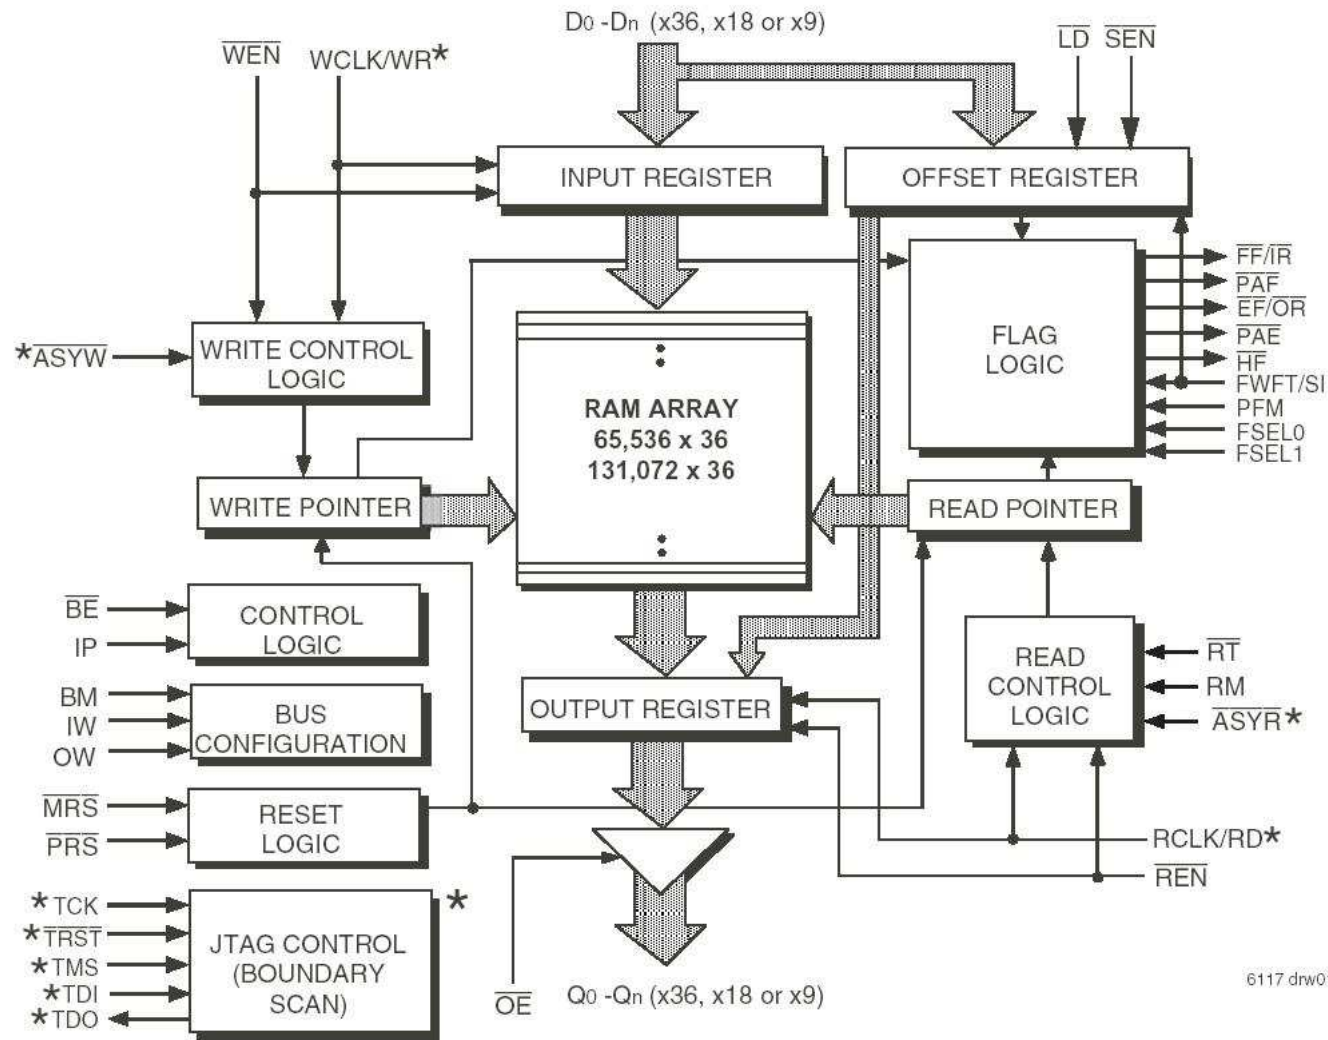 D0 -Dn (x36, x18 or x9)
LD SEN
WEN WCLK/WR*
INPUT REGISTER
OFFSET REGISTER
*ASYW
WRITE CONTROL
LOGIC
FLAG
LOGIC
FF/IR
PAF
EF/OR
PAE
HF
FWFT/SI
PFM
FSEL0
FSEL1
RAM ARRAY
65,536 x 36
131,072 x 36
WRITE POINTER
READ POINTER
BE
IP
CONTROL
LOGIC
READ
CONTROL
LOGIC
RT
RM
ASYR*
BM
IW
OW
BUS
CONFIGURATION
OUTPUT REGISTER
MRS
PRS
RESET
LOGIC
RCLK/RD*
REN
*TCK
*TRST
*TMS
*TDI
*TDO
JTAG CONTROL
(BOUNDARY
SCAN)
*
OE
Q0 -Qn (x36, x18 or x9)
6117 drw0